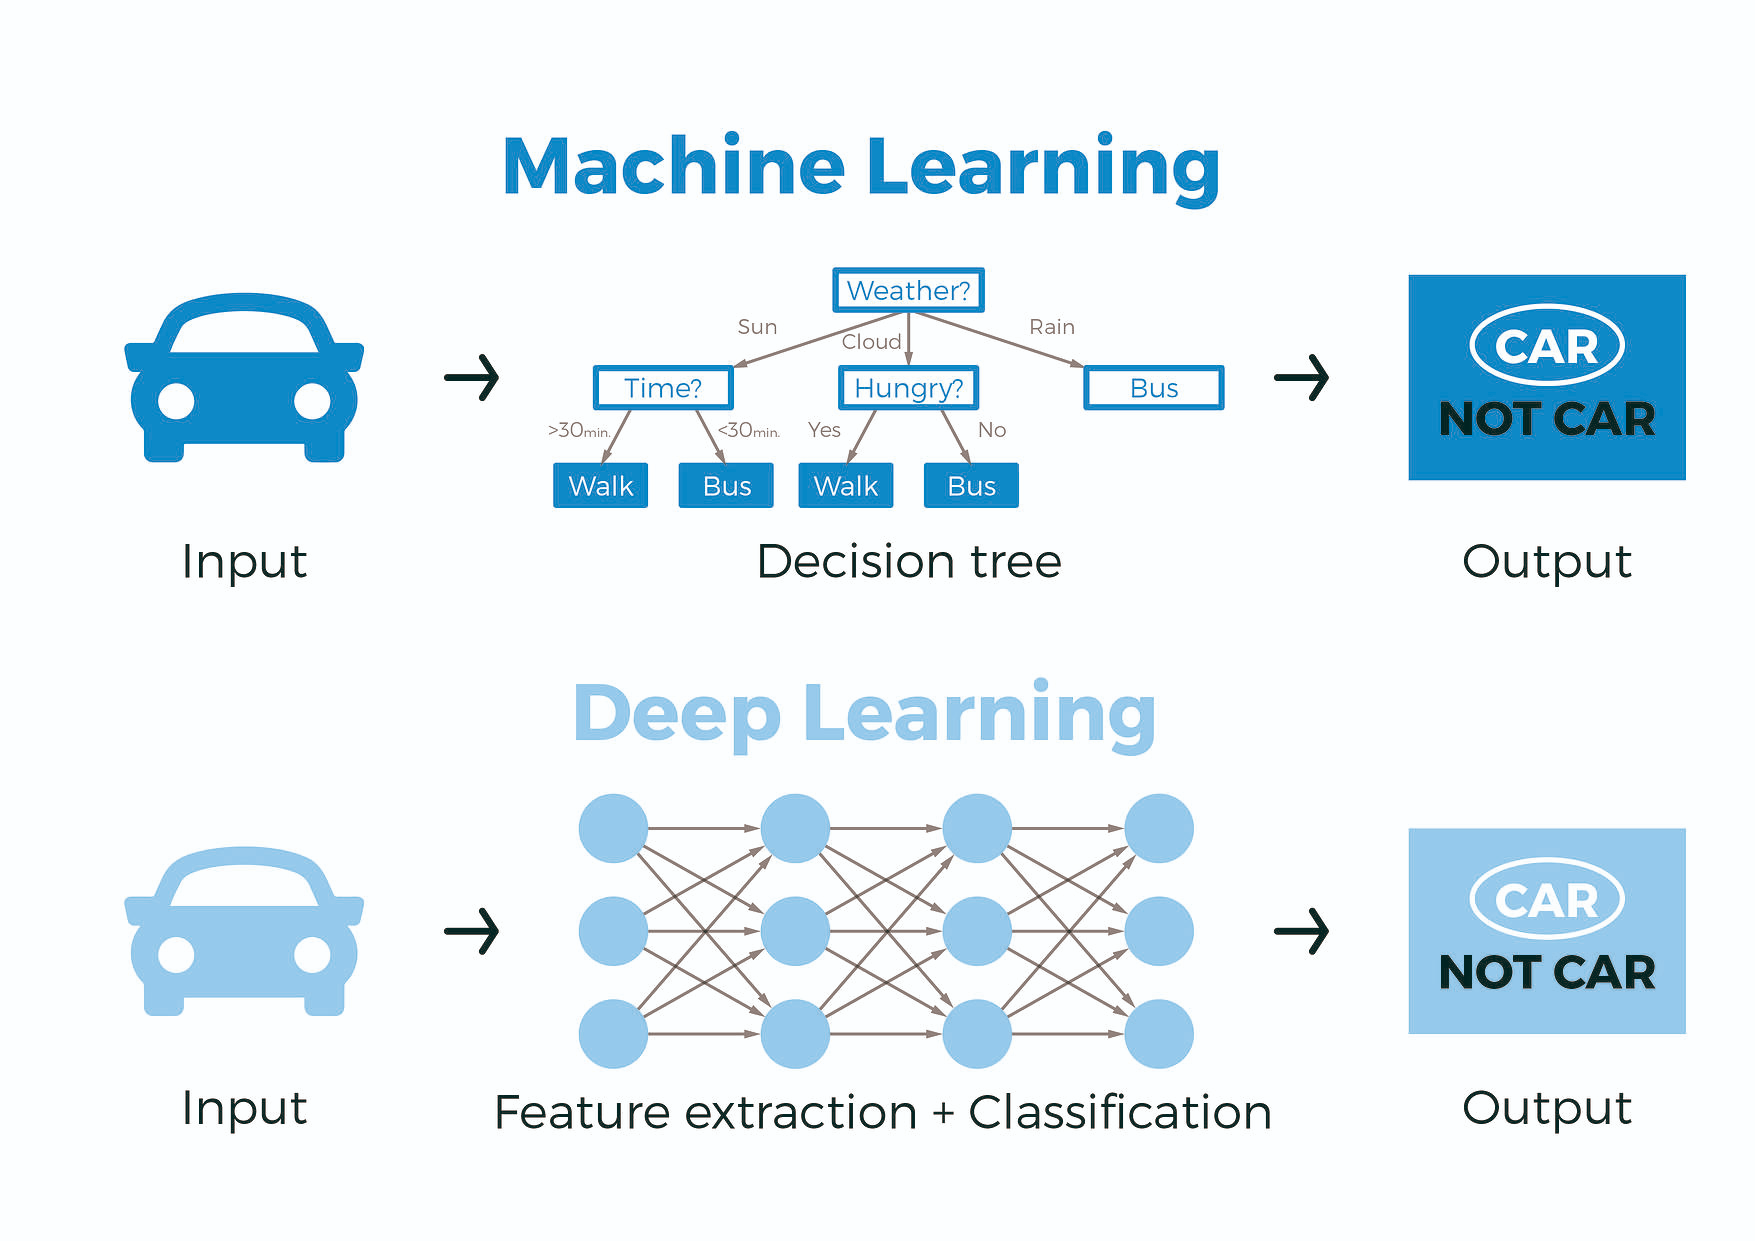 Machine Learning
Weather?
Sun
Cloud
Rain
Time?
Hungry?
Bus
>30min.
<30min.
Yes
No
Walk
Bus
Walk
Bus
CAR
NOT CAR
Input
Decision tree
Output
Deep Learning
CAR
NOT CAR
Input
Feature extraction + Classification
Output